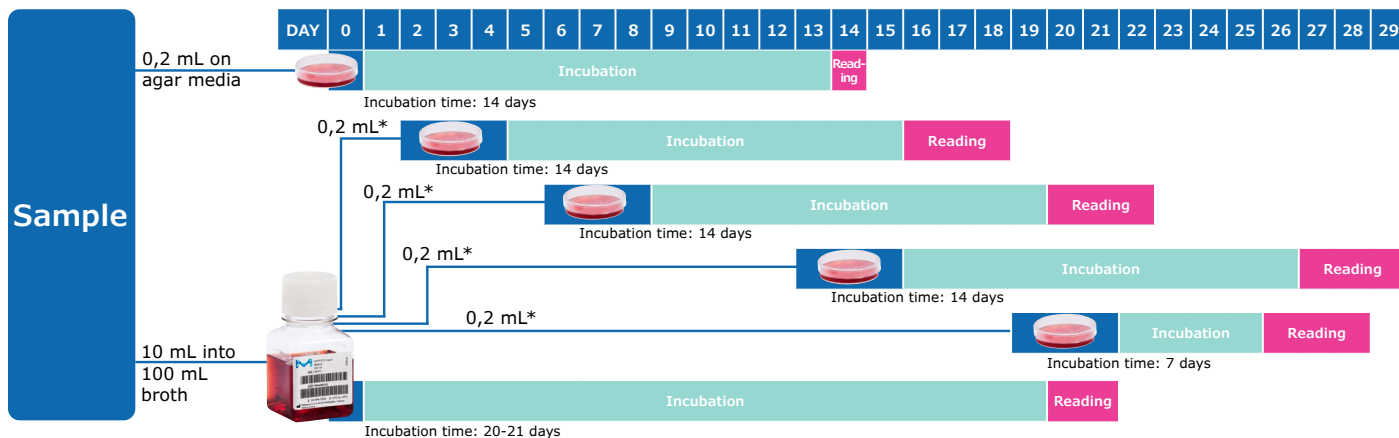 DAY 0 1 2 3 4 5 6 7 8 9 10 11 12 13 14 15 16 17 18 19 20 21 22 23 24 25 26 27 28 29
Sample
0,2 mL on
agar media
Incubation
Read-
ing
Incubation time: 14 days
0,2 mL*
Incubation
Reading
Incubation time: 14 days
0,2 mL*
Incubation
Reading
Incubation time: 14 days
0,2 mL*
Incubation
Reading
Incubation time: 14 days
0,2 mL*
Incubation
Reading
Incubation time: 7 days
10 mL into
100 mL
broth
Incubation
Reading
Incubation time: 20-21 days